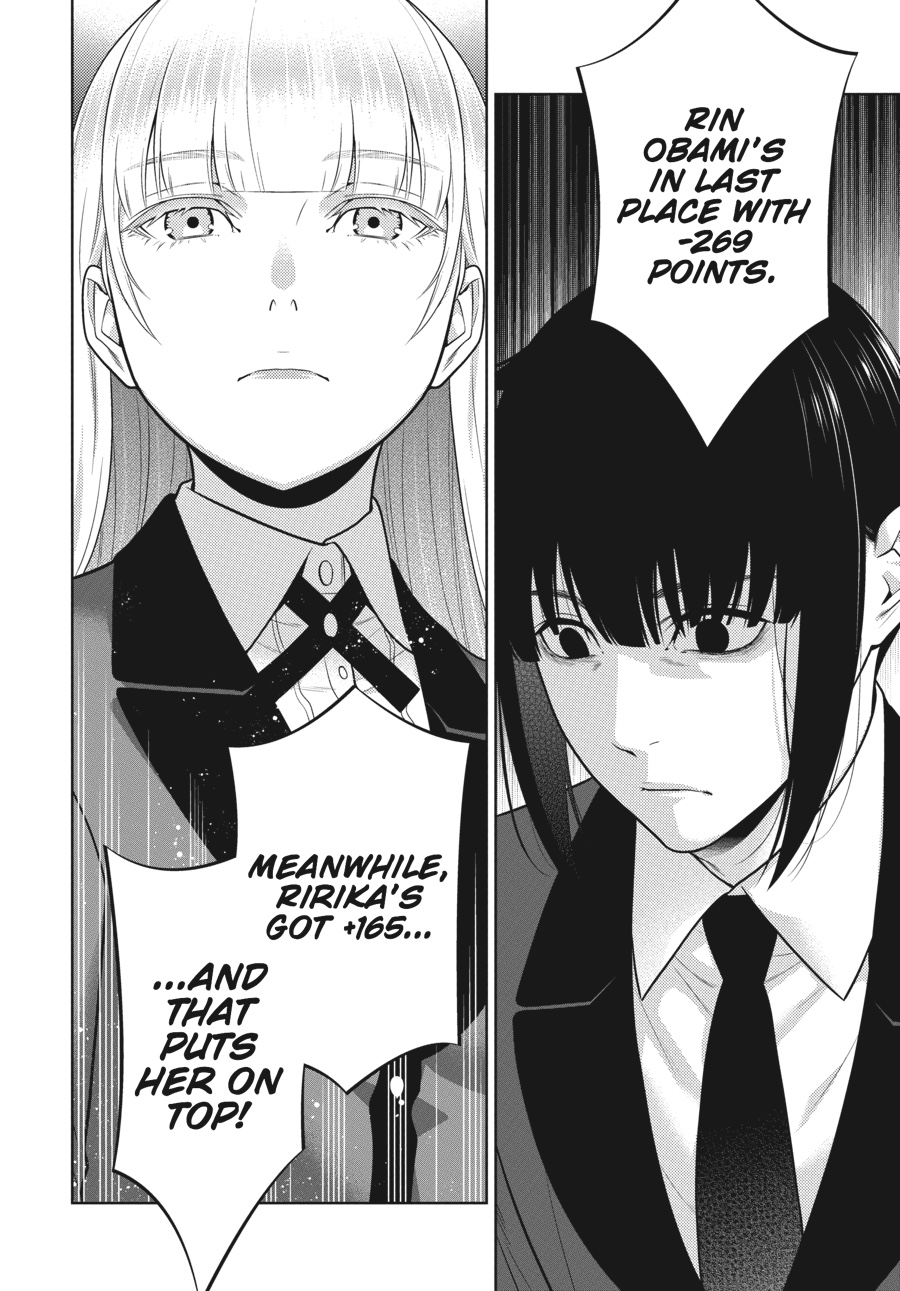 RIN
OBAMI'S
IN LAST
PLACE WITH
-269
POINTS.
MEANWHILE,
RIRIKA'S
GOT +165...
...AND
THAT
PUTS
HER ON
TOP!